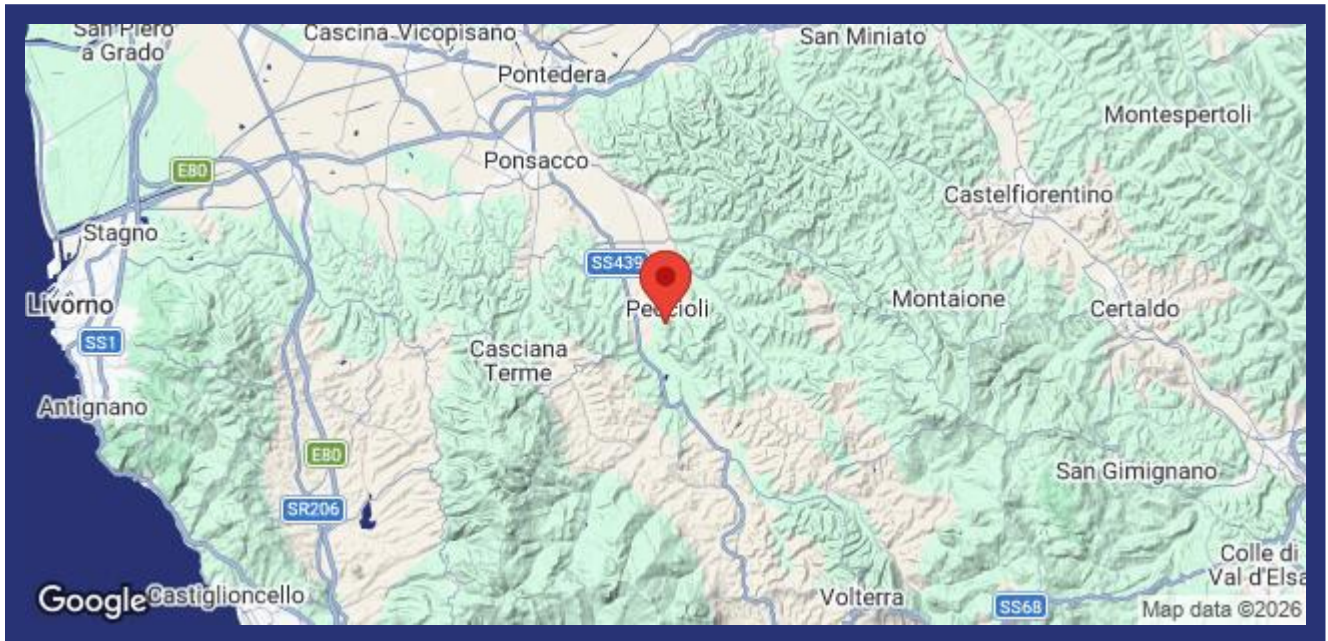 San Piero
a Grado
Cascina
Vicopisano
San Miniato
Pontedera
Montespertoli
Ponsacco
E80
Castelfiorentino
Stagno
SS439
Livorno
Peccioli
Montaione
Certaldo
SS1
Casciana
Terme
Antignano
E80
San Gimignano
SR206
Colle di
Val d'Elsa
Google
Castiglioncello
Volterra
SS68
Map data ©2026